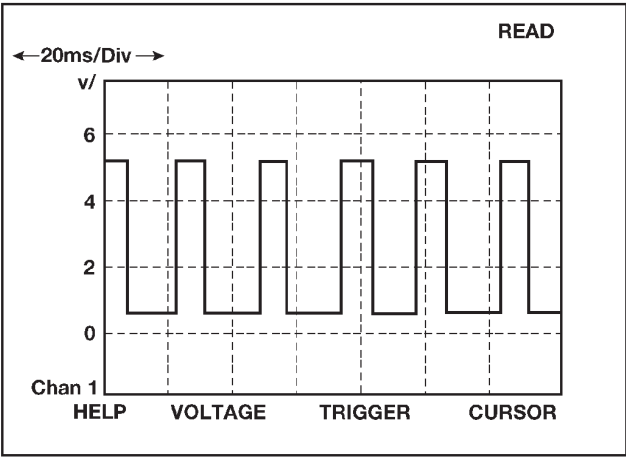 READ
20ms/Div
v/
6
4
2
0
Chan 1
HELP VOLTAGE TRIGGER CURSOR